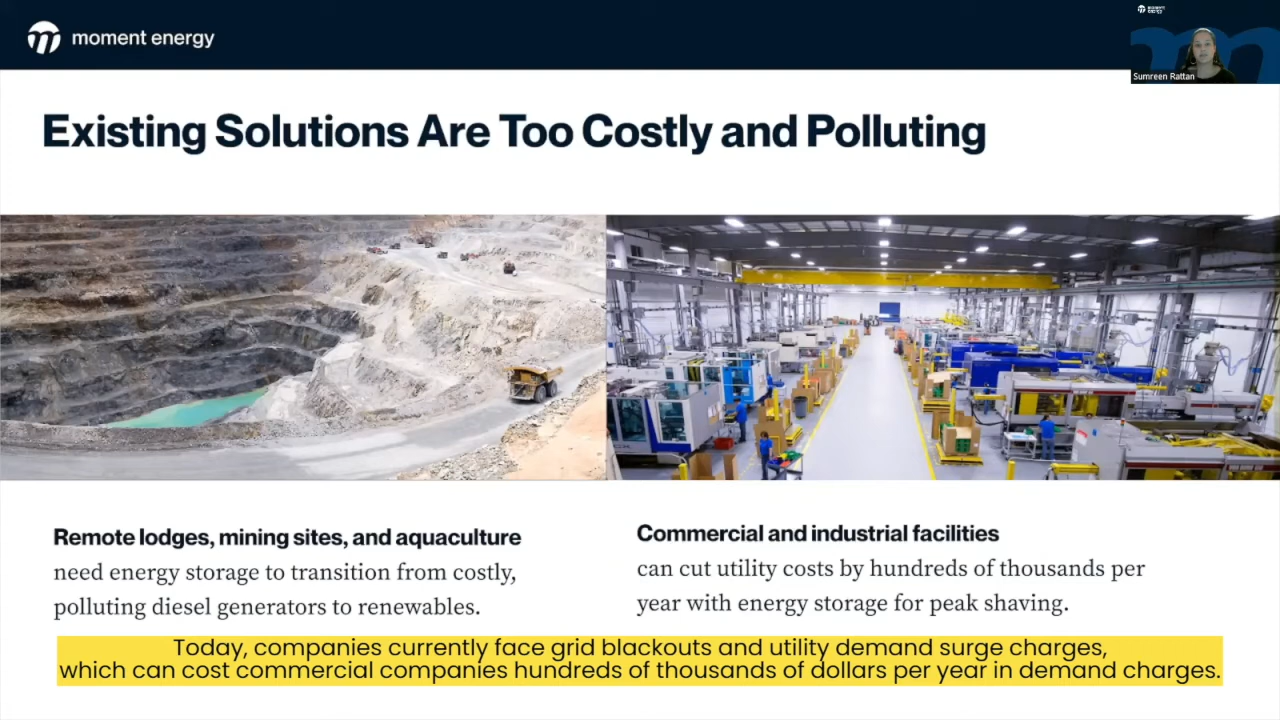 moment energy
MOMENT
ENERGY
Sumreen Rattan
Existing Solutions Are Too Costly and Polluting
Remote lodges, mining sites, and aquaculture
need energy storage to transition from costly,
polluting diesel generators to renewables.
Commercial and industrial facilities
can cut utility costs by hundreds of thousands per
year with energy storage for peak shaving.
Today, companies currently face grid blackouts and utility demand surge charges,
which can cost commercial companies hundreds of thousands of dollars per year in demand charges.